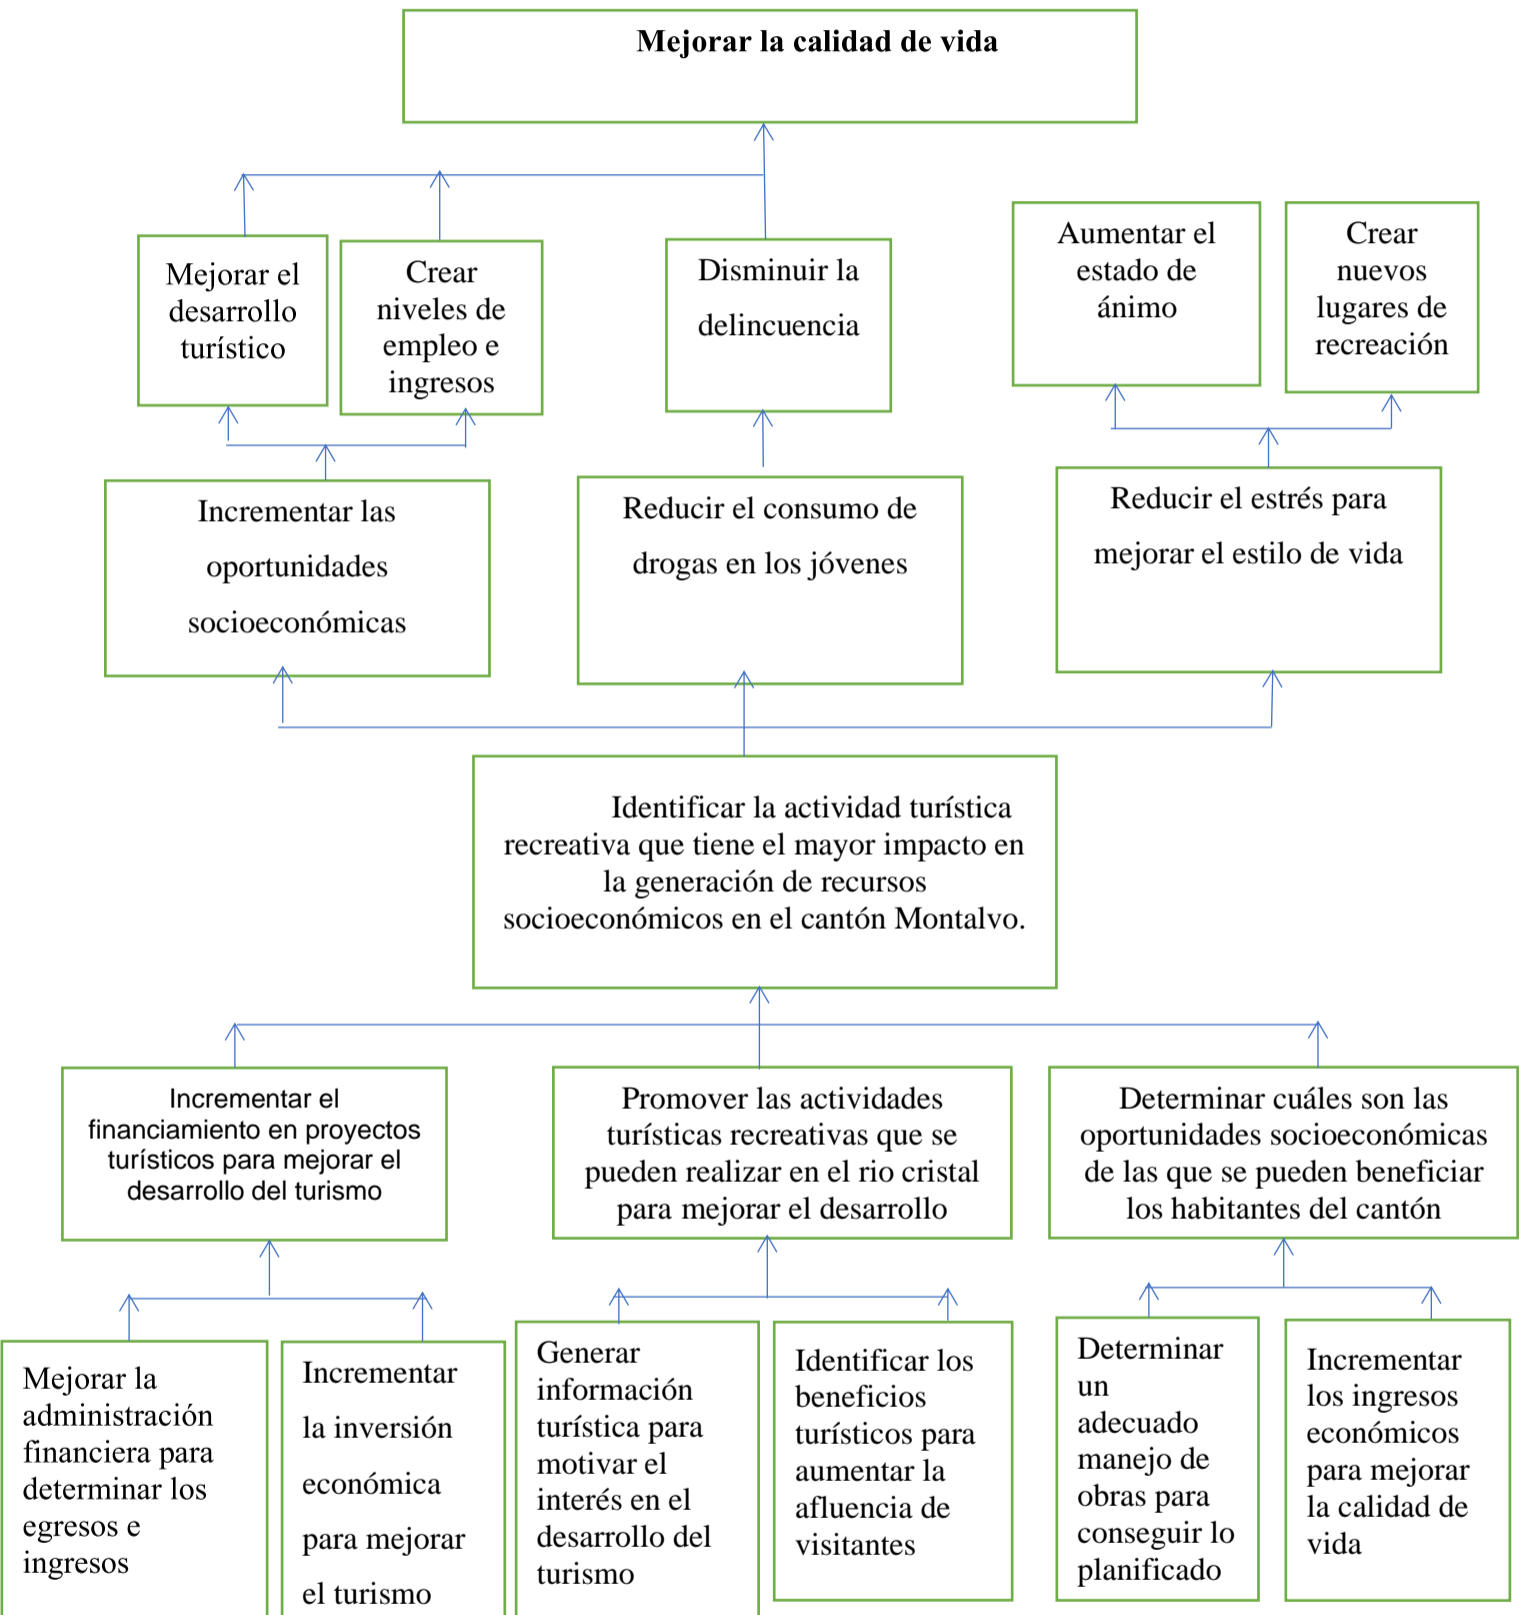 Mejorar la calidad de vida
Mejorar el
desarrollo
turístico
Crear
niveles de
empleo e
ingresos
Disminuir la
delincuencia
Aumentar el
estado de
ánimo
Crear
nuevos
lugares de
recreación
Incrementar las
oportunidades
socioeconómicas
Reducir el consumo de
drogas en los jóvenes
Reducir el estrés para
mejorar el estilo de vida
Identificar la actividad turística
recreativa que tiene el mayor impacto en
la generación de recursos
socioeconómicos en el cantón Montalvo.
Incrementar el
financiamiento en proyectos
turísticos para mejorar el
desarrollo del turismo
Promover las actividades
turísticas recreativas que se
pueden realizar en el rio cristal
para mejorar el desarrollo
Determinar cuáles son las
oportunidades socioeconómicas
de las que se pueden beneficiar
los habitantes del cantón
Mejorar la
administración
financiera para
determinar los
egresos e
ingresos
Incrementar
la inversión
económica
para mejorar
el turismo
Generar
información
turística para
motivar el
interés en el
desarrollo del
turismo
Identificar los
beneficios
turísticos para
aumentar la
afluencia de
visitantes
Determinar
un
adecuado
manejo de
obras para
conseguir lo
planificado
Incrementar
los ingresos
económicos
para mejorar
la calidad de
vida